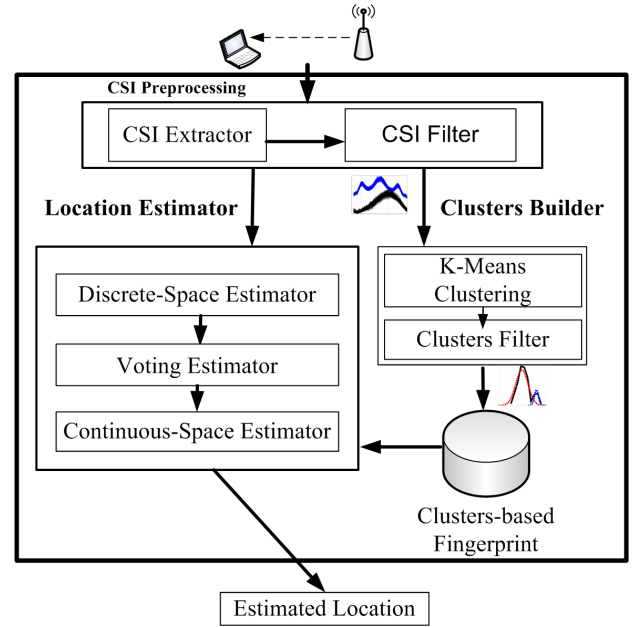 CSI Preprocessing
CSI Extractor
CSI Filter
Location Estimator
Clusters Builder
Discrete-Space Estimator
Voting Estimator
Continuous-Space Estimator
K-Means
Clustering
Clusters Filter
Clusters-based
Fingerprint
Estimated Location